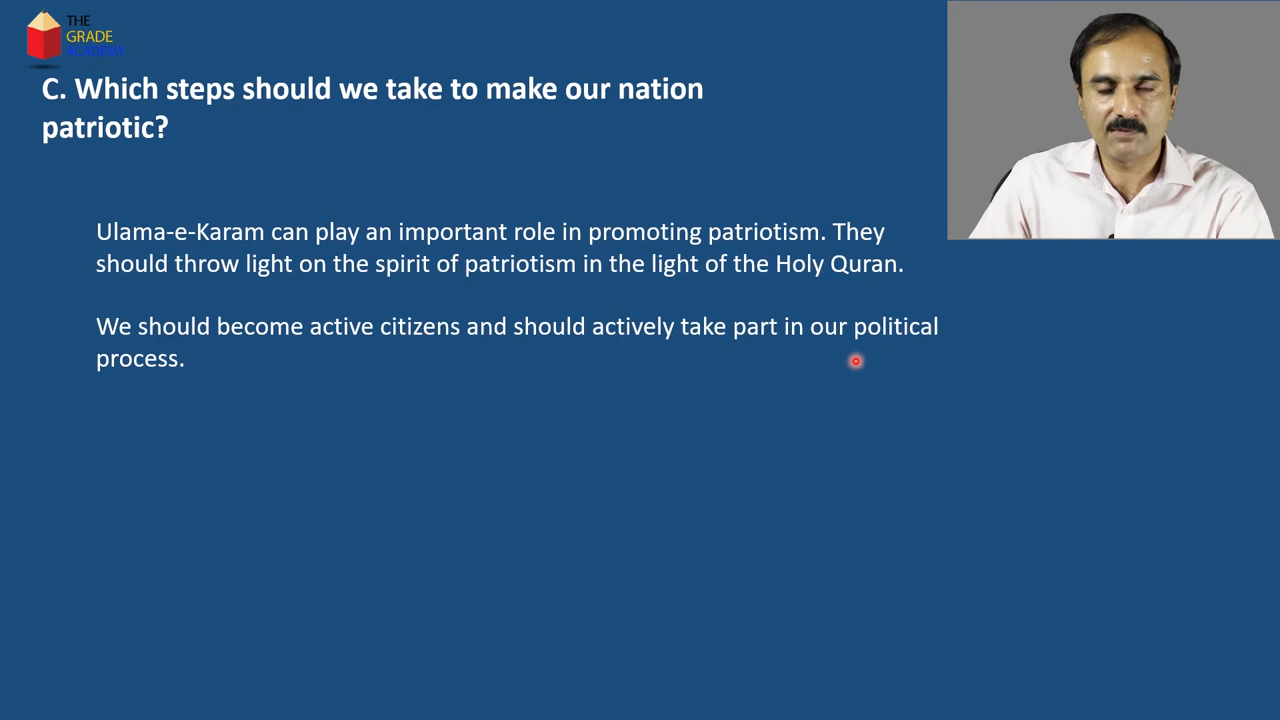 THE
GRADE
ACADEMY
C. Which steps should we take to make our nation
patriotic?
Ulama-e-Karam can play an important role in promoting patriotism. They
should throw light on the spirit of patriotism in the light of the Holy Quran.
We should become active citizens and should actively take part in our political
process.